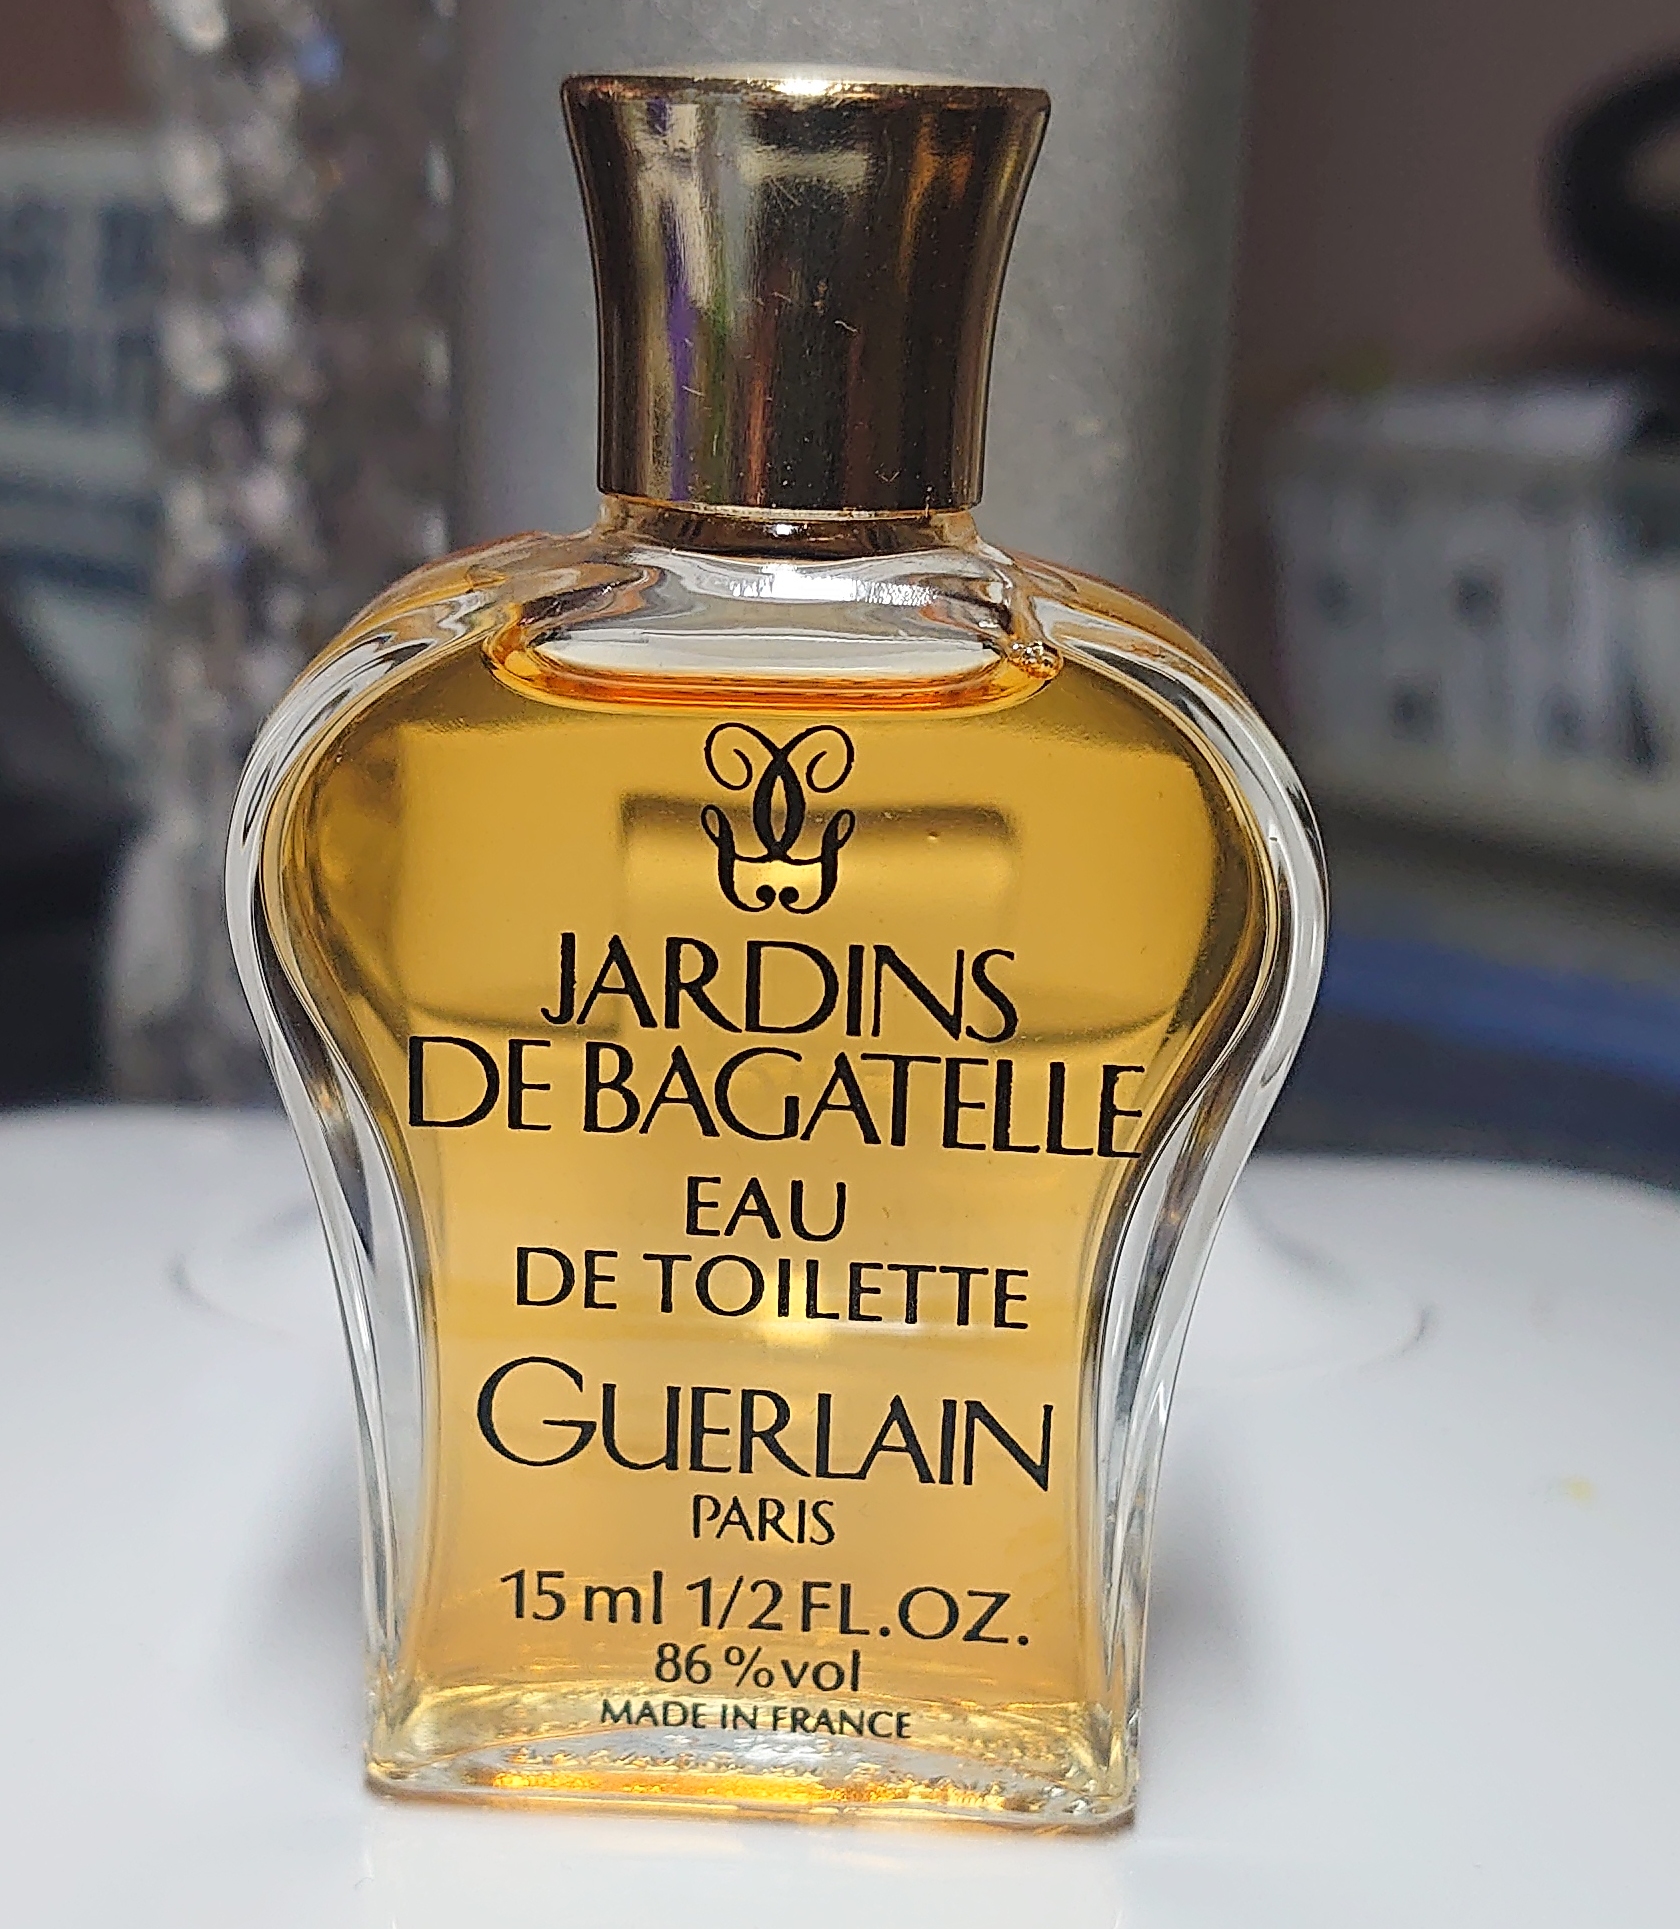 JARDINS
DE BAGATELLE
EAU
DE TOILETTE
GUERLAIN
PARIS
15 ml 1/2 FL.OZ.
86 % vol
MADE IN FRANCE